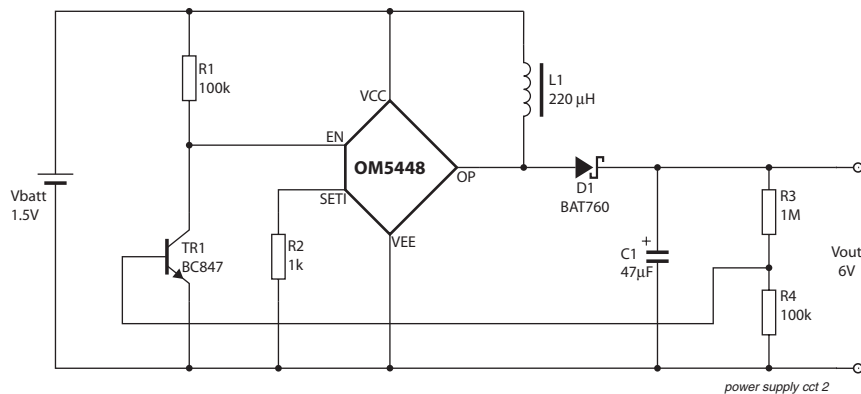 R1
100k
L1
220 µH
VCC
EN
OM5448
OP
SETI
D1
BAT760
R3
1M
Vbatt
1.5V
VEE
TR1
BC847
R2
1k
C1
+
47µF
Vout
6V
R4
100k
power supply cct 2